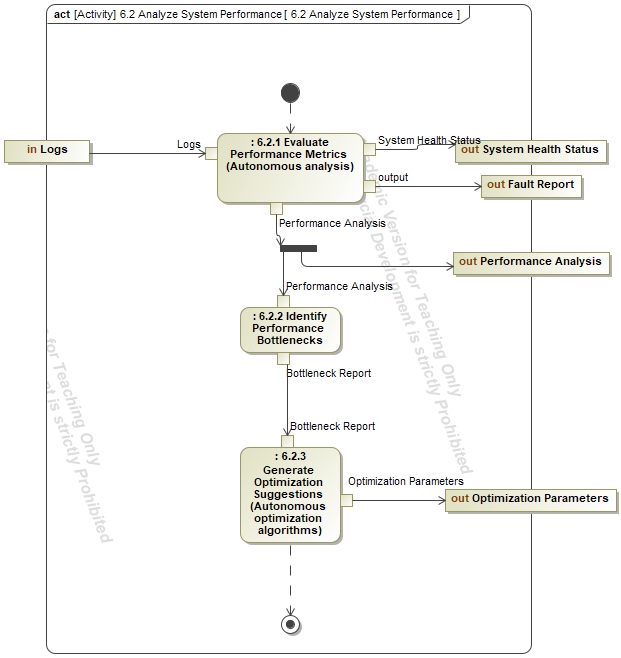 act [Activity] 6.2 Analyze System Performance [ 6.2 Analyze System Performance ]
in Logs
Logs
: 6.2.1 Evaluate
Performance Metrics
(Autonomous analysis)
System Health Status
out System Health Status
output
out Fault Report
Performance Analysis
out Performance Analysis
Performance Analysis
: 6.2.2 Identify
Performance
Bottlenecks
Bottleneck Report
Bottleneck Report
: 6.2.3
Generate
Optimization
Suggestions
(Autonomous
optimization
algorithms)
Optimization Parameters
out Optimization Parameters
demic Version for Teaching Only
cial Development is strictly Prohibited
for Teaching Only
nt is strictly Prohibited